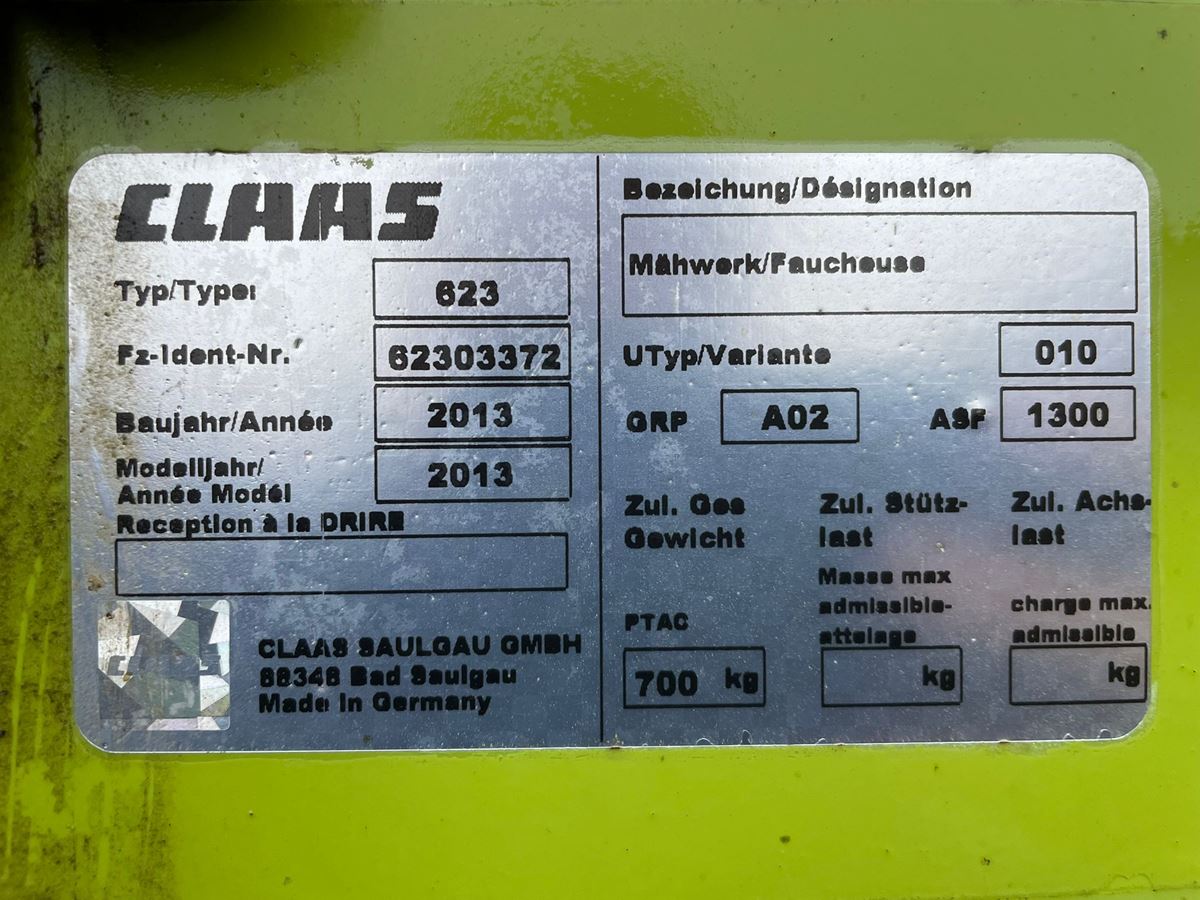 CLAAS
Typ/Type:
623
Fz-Ident-Nr.
62303372
Baujahr/Année
2013
Modelljahr/
Année Modél
2013
Reception à la DRIRE
CLAAS
CLAAS SAULGAU GMBH
88348 Bad Saulgau
Made in Germany
Bezeichung/Désignation
Mähwerk/Faucheuse
UTyp/Variante
010
GRP
A02
ASF
1300
Zul. Ges
Gewicht
PTAC
700 kg
Zul. Stütz-
last
Masse max
admissible-
attelage
kg
Zul. Achs-
last
charge max.
admissible
kg